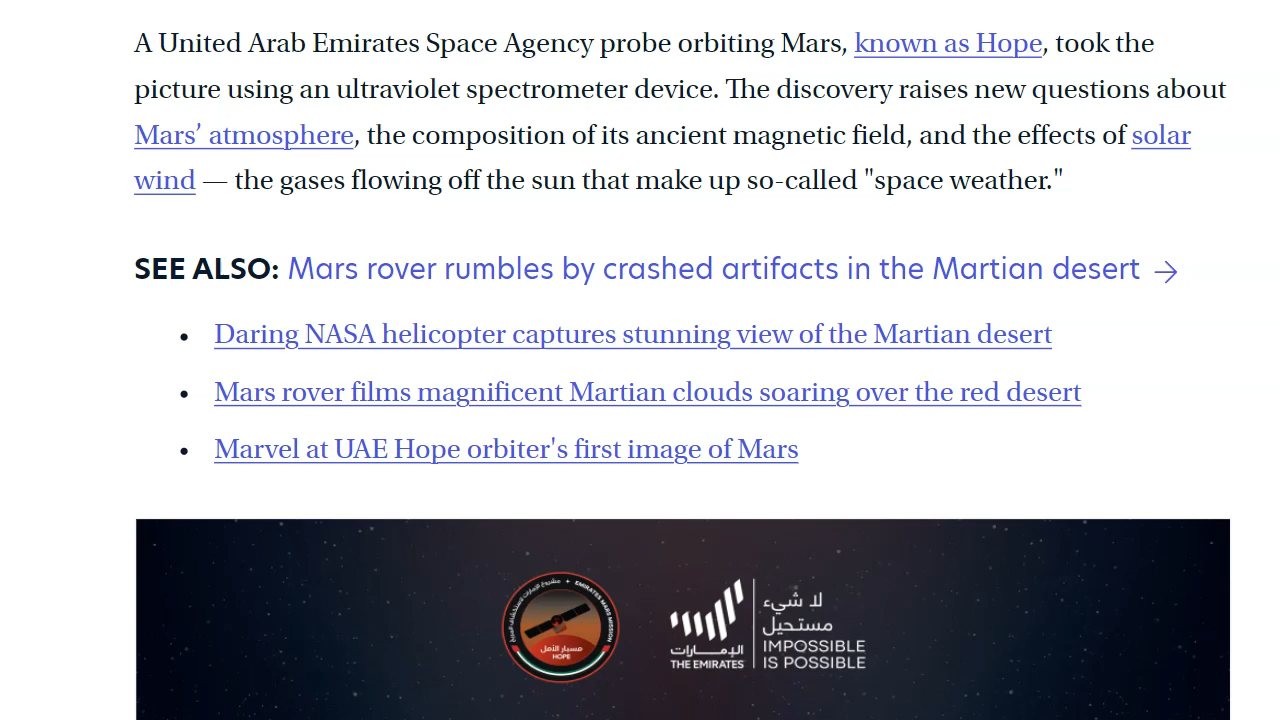 A United Arab Emirates Space Agency probe orbiting Mars, known as Hope, took the
picture using an ultraviolet spectrometer device. The discovery raises new questions about
Mars’ atmosphere, the composition of its ancient magnetic field, and the effects of solar
wind — the gases flowing off the sun that make up so-called "space weather."
SEE ALSO: Mars rover rumbles by crashed artifacts in the Martian desert →
• Daring NASA helicopter captures stunning view of the Martian desert
• Mars rover films magnificent Martian clouds soaring over the red desert
• Marvel at UAE Hope orbiter's first image of Mars
مشروع الإمارات لاستكشاف المريخ
EMIRATES MARS MISSION
مسبار الأمل
HOPE
الإمـــارات
THE EMIRATES
لا شيء
مستحيل
IMPOSSIBLE
IS POSSIBLE